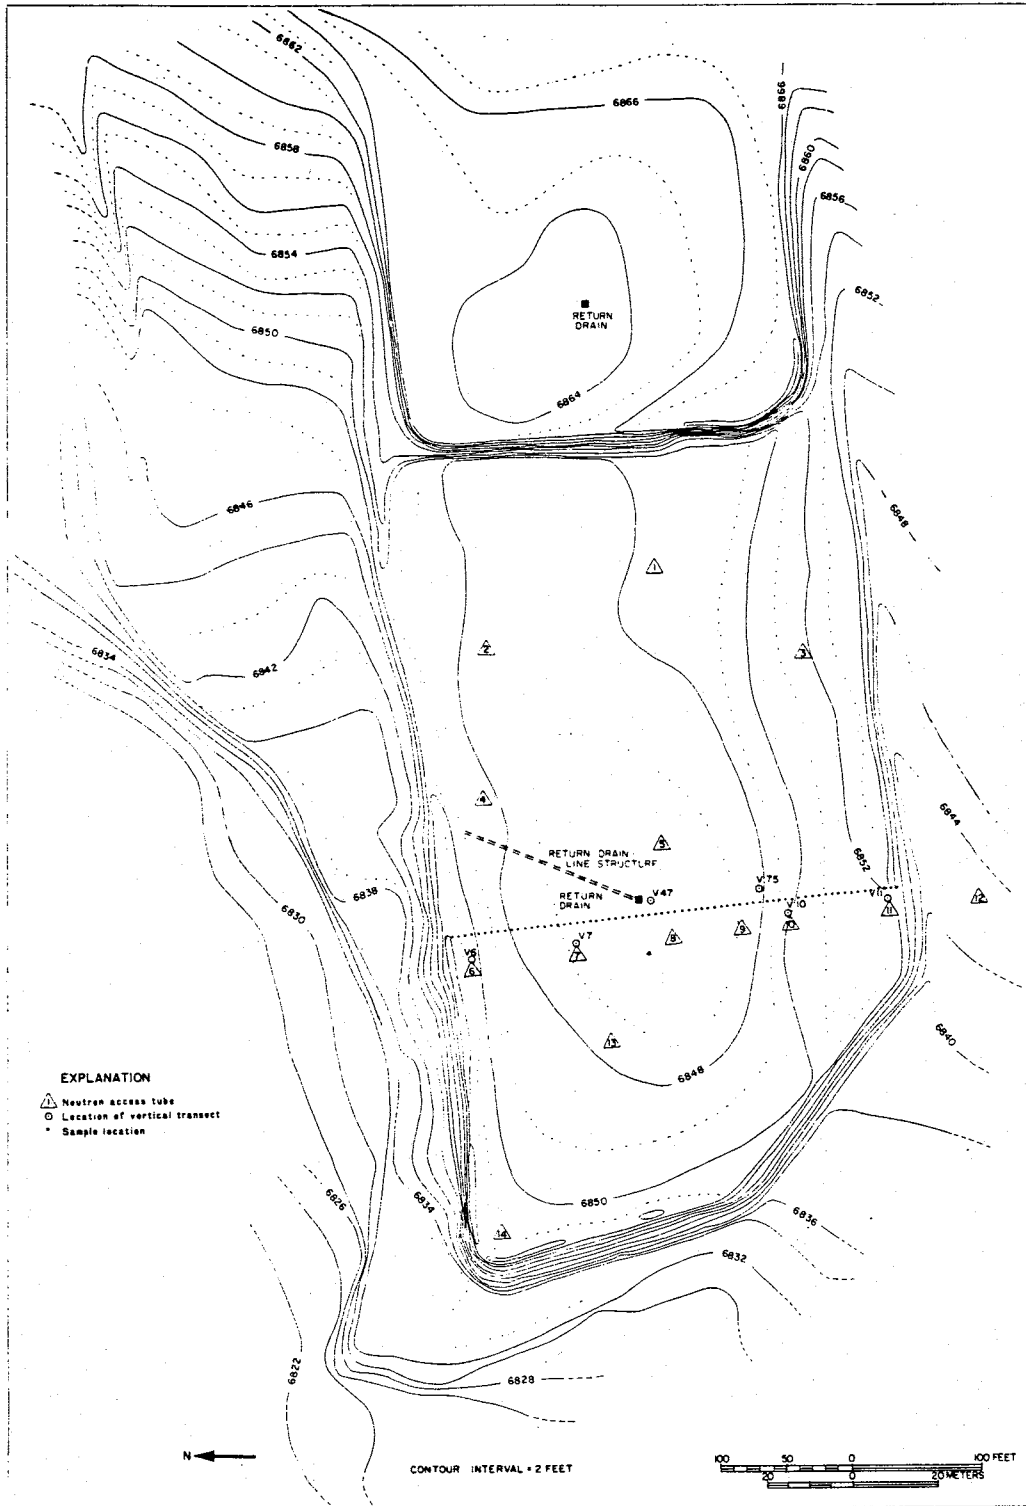 6862
6866
6866
6858
6860
6856
6854
6852
RETURN
DRAIN
6850
6864
6846
6848
1
2
3
6834
6842
4
6844
5
RETURN DRAIN
LINE STRUCTURE
6852
V75
RETURN
DRAIN
V47
V11
12
6838
V10
11
6830
10
9
V7
8
V6
7
6
13
6840
6848
EXPLANATION
1 Neutron access tube
Location of vertical transect
Sample location
6826
6834
6850
6836
14
6832
6822
6828
N
CONTOUR INTERVAL = 2 FEET
100 50 0 100 FEET
20 0 20 METERS